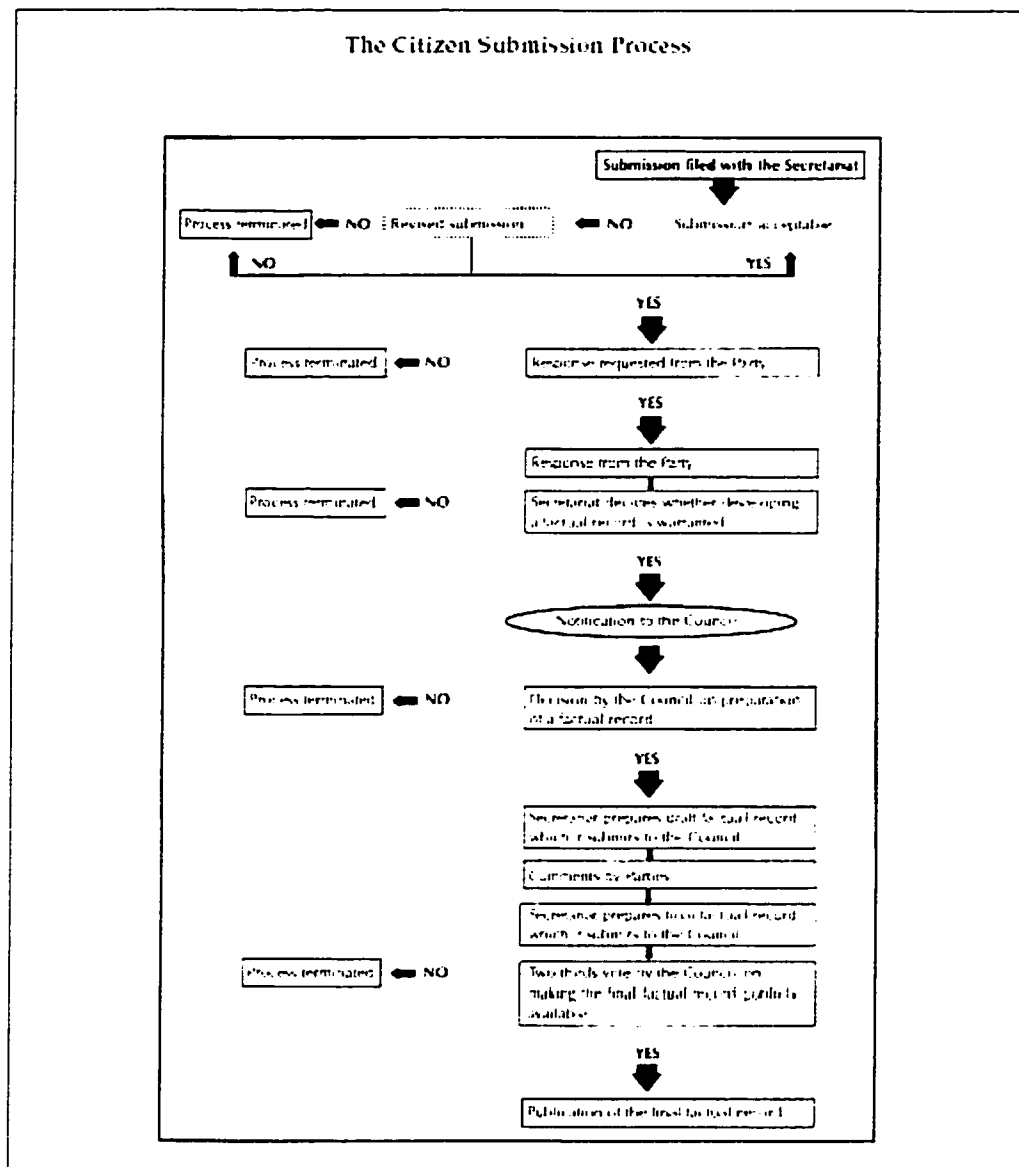 The Citizen Submission Process
Submission filed with the Secretariat
Process terminated NO Revised submission NO Submission acceptable
NO YES
YES
Process terminated NO Response requested from the Party
YES
Response from the Party
Process terminated NO Secretariat decides whether developing
a factual record is warranted
YES
Notification to the Council
Process terminated NO Decision by the Council on preparation
of a factual record
YES
Secretariat prepares draft factual record
which it submits to the Council
Comments by Parties
Secretariat prepares final factual record
which it submits to the Council
Process terminated NO Two thirds vote by the Council on
making the final factual record publicly
available
YES
Publication of the final factual record